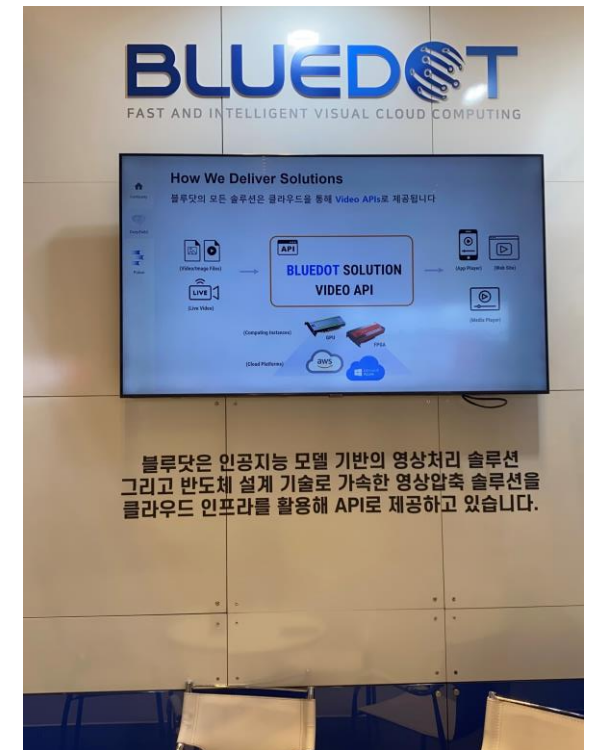 BLUEDOT
FAST AND INTELLIGENT VISUAL CLOUD COMPUTING
How We Deliver Solutions
블루닷의 모든 솔루션은 클라우드를 통해 Video APIs로 제공됩니다
API
BLUEDOT SOLUTION
VIDEO API
(Video/Image Files)
LIVE
(Live Video)
(App Player)
(Web Site)
(Media Player)
(Computing Instances)
GPU
FPGA
(Cloud Platforms)
aws
블루닷은 인공지능 모델 기반의 영상처리 솔루션
그리고 반도체 설계 기술로 가속한 영상압축 솔루션을
클라우드 인프라를 활용해 API로 제공하고 있습니다.